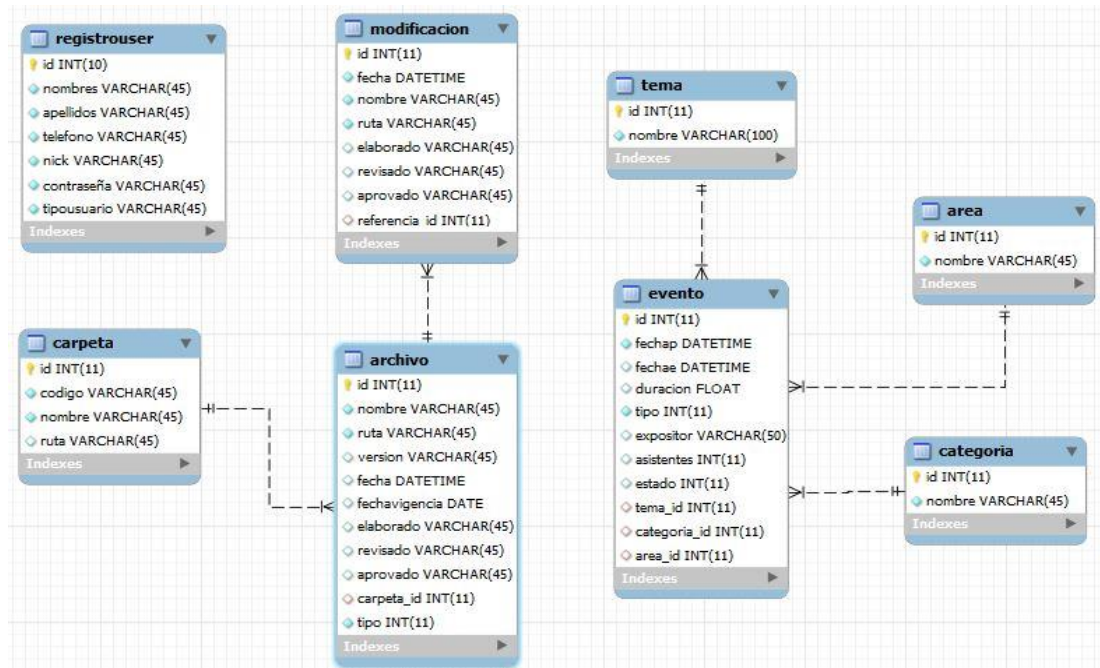 registrouser
id INT(10)
nombres VARCHAR(45)
apellidos VARCHAR(45)
telefono VARCHAR(45)
nick VARCHAR(45)
contraseña VARCHAR(45)
tipousuario VARCHAR(45)
Indexes
modificacion
id INT(11)
fecha DATETIME
nombre VARCHAR(45)
ruta VARCHAR(45)
elaborado VARCHAR(45)
revisado VARCHAR(45)
aprovado VARCHAR(45)
referencia_id INT(11)
Indexes
tema
id INT(11)
nombre VARCHAR(100)
Indexes
area
id INT(11)
nombre VARCHAR(45)
Indexes
carpeta
id INT(11)
codigo VARCHAR(45)
nombre VARCHAR(45)
ruta VARCHAR(45)
Indexes
archivo
id INT(11)
nombre VARCHAR(45)
ruta VARCHAR(45)
version VARCHAR(45)
fecha DATETIME
fechavigencia DATE
elaborado VARCHAR(45)
revisado VARCHAR(45)
aprovado VARCHAR(45)
carpeta_id INT(11)
tipo INT(11)
Indexes
evento
id INT(11)
fechap DATETIME
fechae DATETIME
duracion FLOAT
tipo INT(11)
expositor VARCHAR(50)
asistentes INT(11)
estado INT(11)
tema_id INT(11)
categoria_id INT(11)
area_id INT(11)
Indexes
categoria
id INT(11)
nombre VARCHAR(45)
Indexes